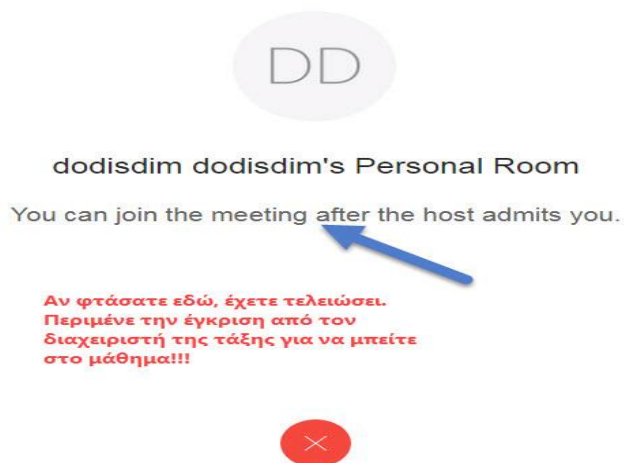 DD
dodisdim dodisdim's Personal Room
You can join the meeting after the host admits you.
Αν φτάσατε εδώ, έχετε τελειώσει.
Περιμένε την έγκριση από τον
διαχειριστή της τάξης για να μπείτε
στο μάθημα!!!